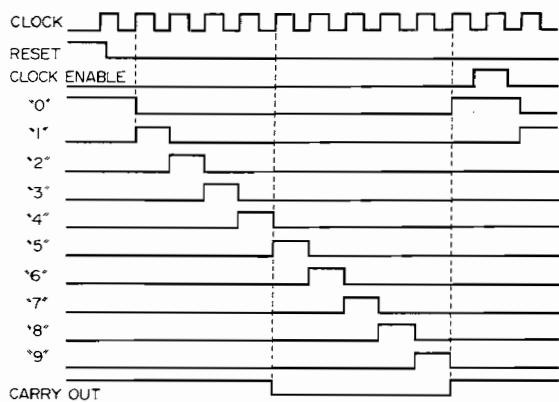 CLOCK
RESET
CLOCK ENABLE
"0"
"1"
"2"
"3"
"4"
"5"
"6"
"7"
"8"
"9"
CARRY OUT